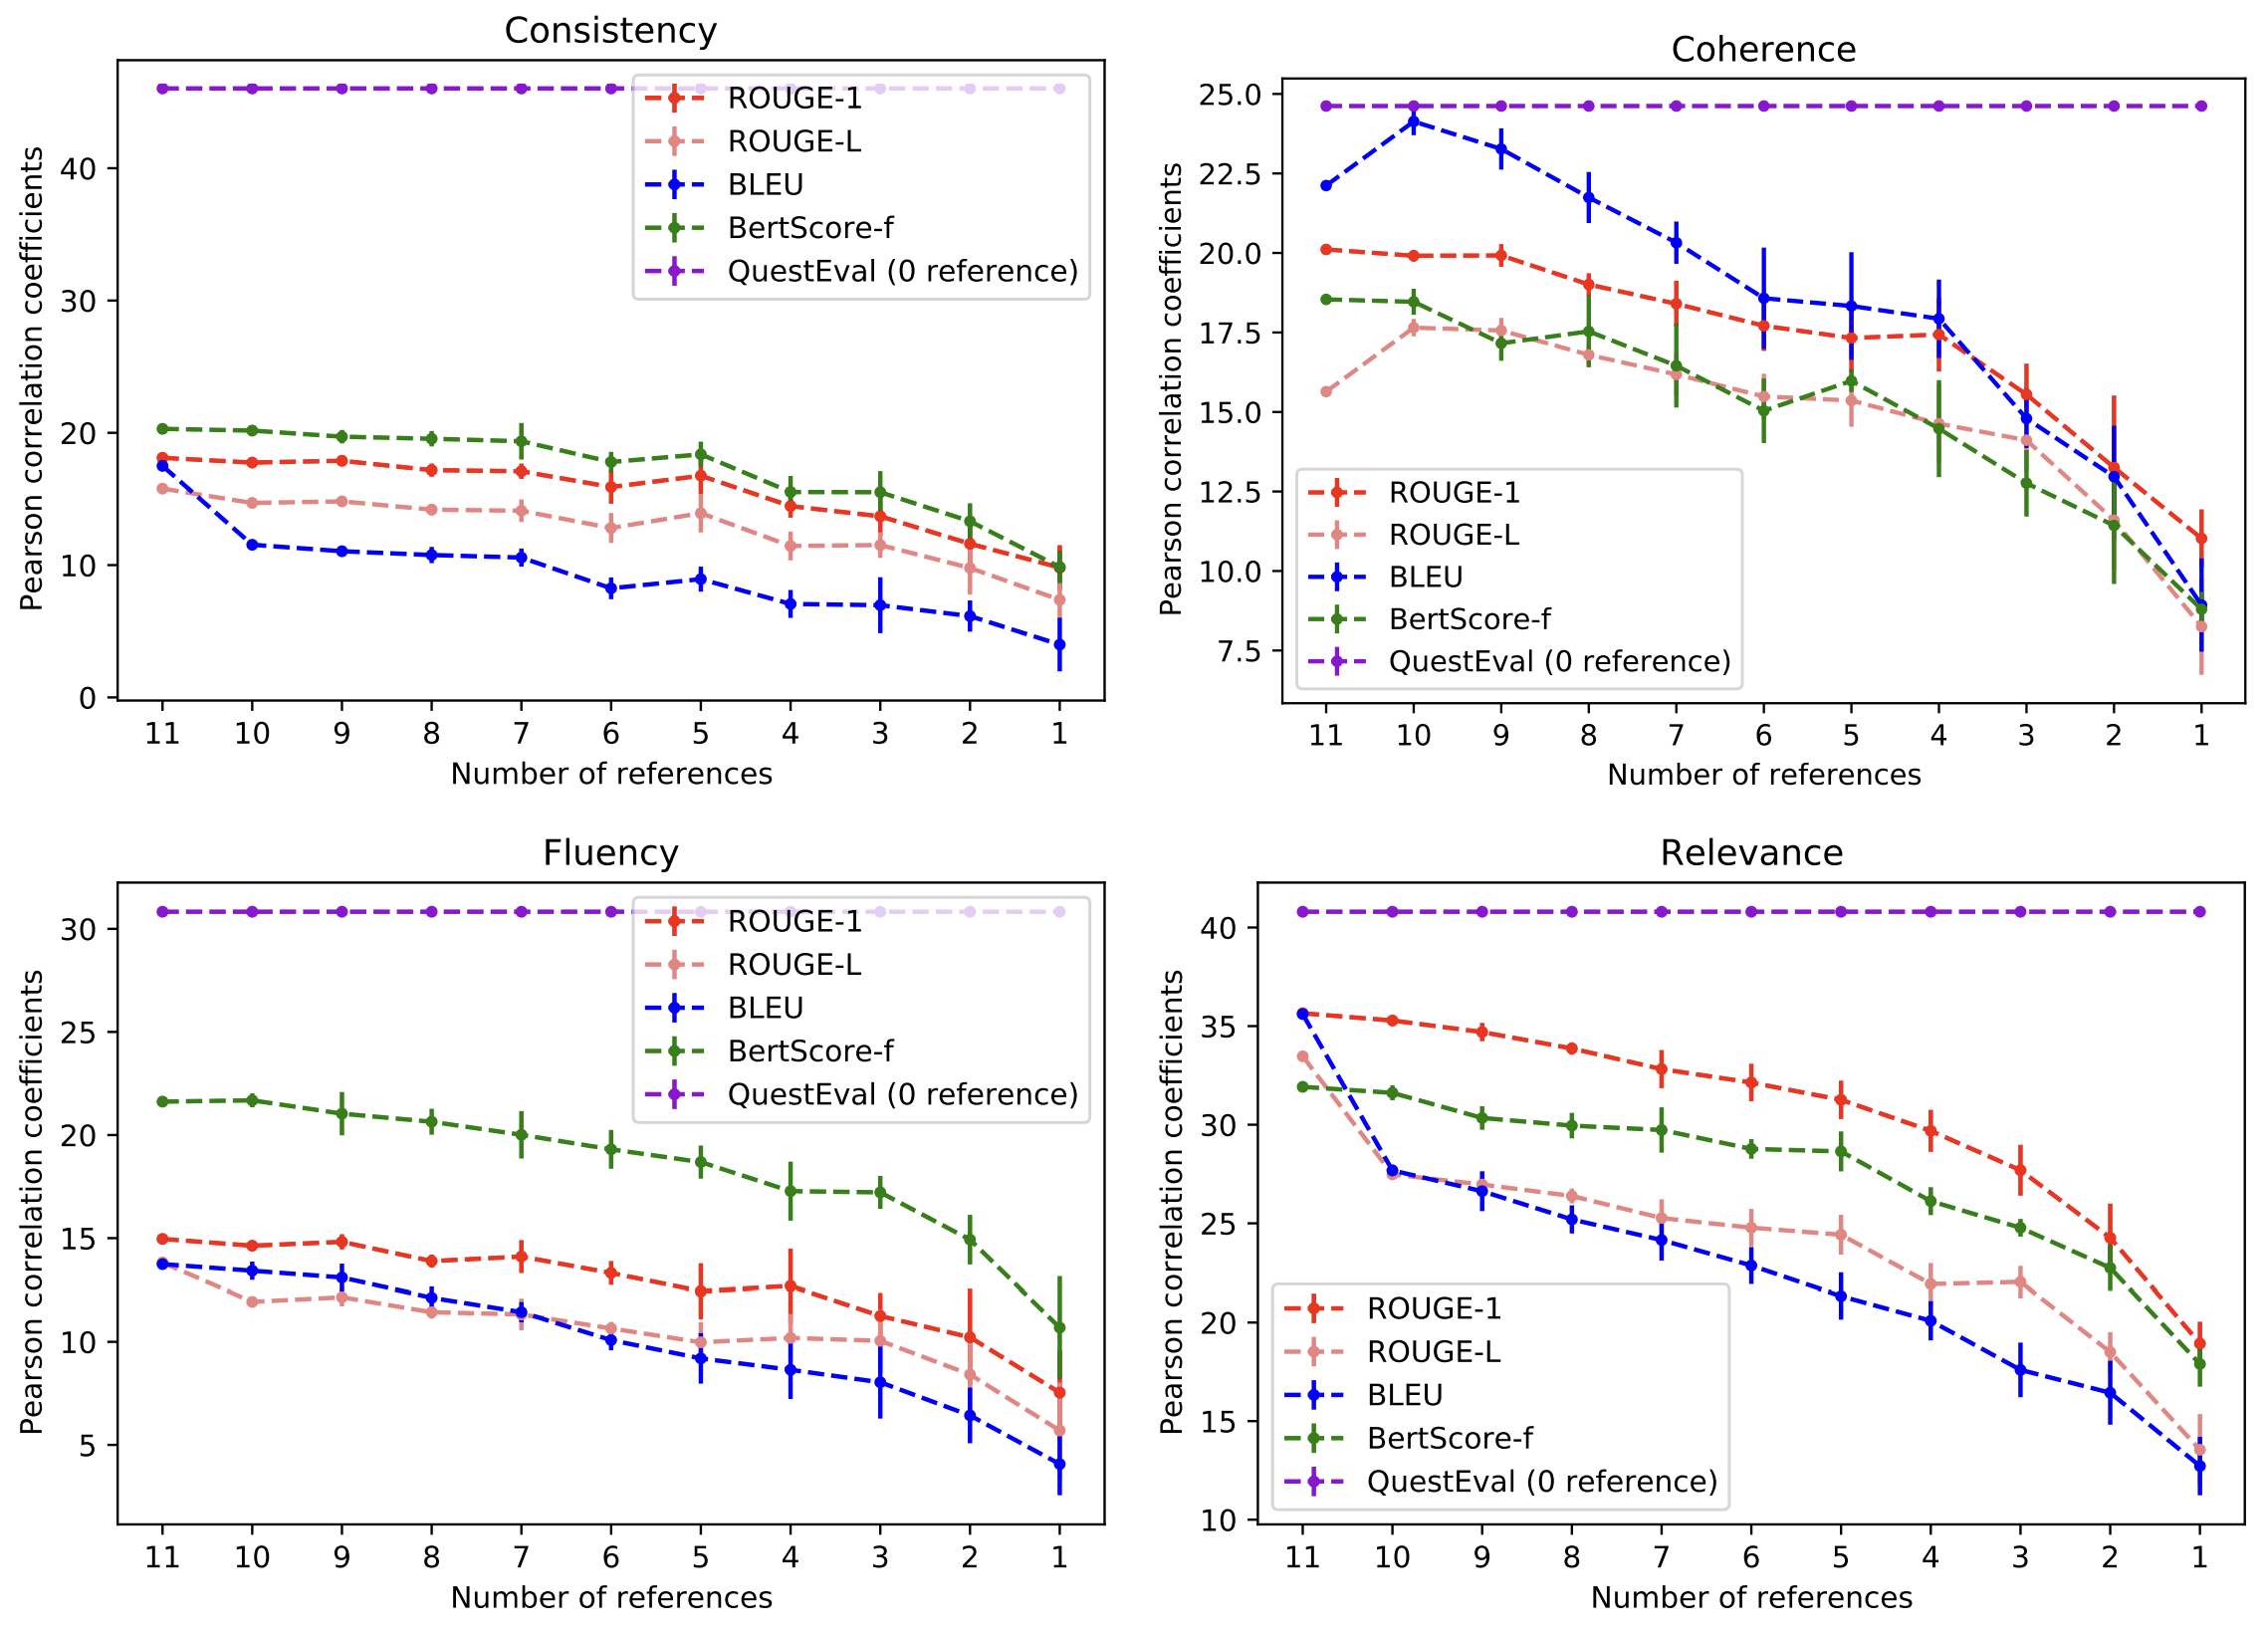 Consistency
Pearson correlation coefficients
40
30
20
10
0
ROUGE-1
ROUGE-L
BLEU
BertScore-f
QuestEval (0 reference)
11 10 9 8 7 6 5 4 3 2 1
Number of references
Coherence
Pearson correlation coefficients
25.0
22.5
20.0
17.5
15.0
12.5
10.0
7.5
ROUGE-1
ROUGE-L
BLEU
BertScore-f
QuestEval (0 reference)
11 10 9 8 7 6 5 4 3 2 1
Number of references
Fluency
Pearson correlation coefficients
30
25
20
15
10
5
ROUGE-1
ROUGE-L
BLEU
BertScore-f
QuestEval (0 reference)
11 10 9 8 7 6 5 4 3 2 1
Number of references
Relevance
Pearson correlation coefficients
40
35
30
25
20
15
10
ROUGE-1
ROUGE-L
BLEU
BertScore-f
QuestEval (0 reference)
11 10 9 8 7 6 5 4 3 2 1
Number of references